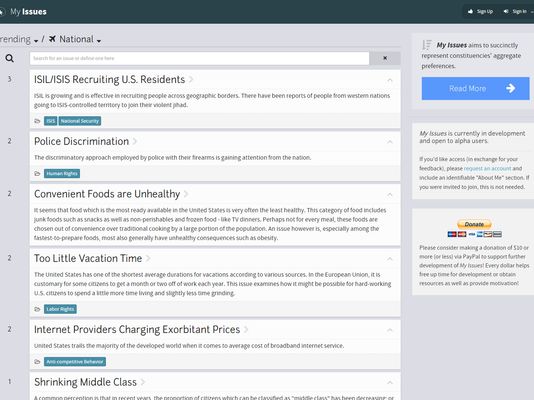 My Issues
Sign Up
Sign In
rending / National
Search for an issue or define one here
3
ISIL/ISIS Recruiting U.S. Residents
ISIL is growing and is effective in recruiting people across geographic borders. There have been reports of people from western nations
going to ISIS-controlled territory to join their violent jihad.
ISIS National Security
2
Police Discrimination
The discriminatory approach employed by police with their firearms is gaining attention from the nation.
Human Rights
2
Convenient Foods are Unhealthy
It seems that food which is the most ready available in the United States is very often the least healthy. This category of food includes
junk foods such as snacks as well as non-perishables and frozen food - like TV dinners. Perhaps not for every meal, these foods are
chosen out of convenience over traditional cooking by a large portion of the population. An issue however is, especially among the
fastest-to-prepare foods, most also generally have unhealthy consequences such as obesity.
2
Too Little Vacation Time
The United States has one of the shortest average durations for vacations according to various sources. In the European Union, it is
customary for some citizens to get a month or two off of work each year. This issue examines how it might be possible for hard-working
U.S. citizens to spend a little more time living and slightly less time grinding.
Labor Rights
2
Internet Providers Charging Exorbitant Prices
United States trails the majority of the developed world when it comes to average cost of broadband internet service.
Anti-competitive Behavior
1
Shrinking Middle Class
A common perception is that in recent years, the proportion of citizens which can be classified as "middle class" has been decreasing; or
My Issues aims to succinctly
represent constituencies' aggregate
preferences.
Read More
My Issues is currently in development
and open to alpha users.
If you'd like access (in exchange for your
feedback), please request an account and
include an identifiable "About Me" section. If
you were invited to join, this is not needed.
Donate
Please consider making a donation of $10 or
more (or less) via PayPal to support further
development of My Issues! Every dollar helps
free up time for development or obtain
resources as well as provide motivation!